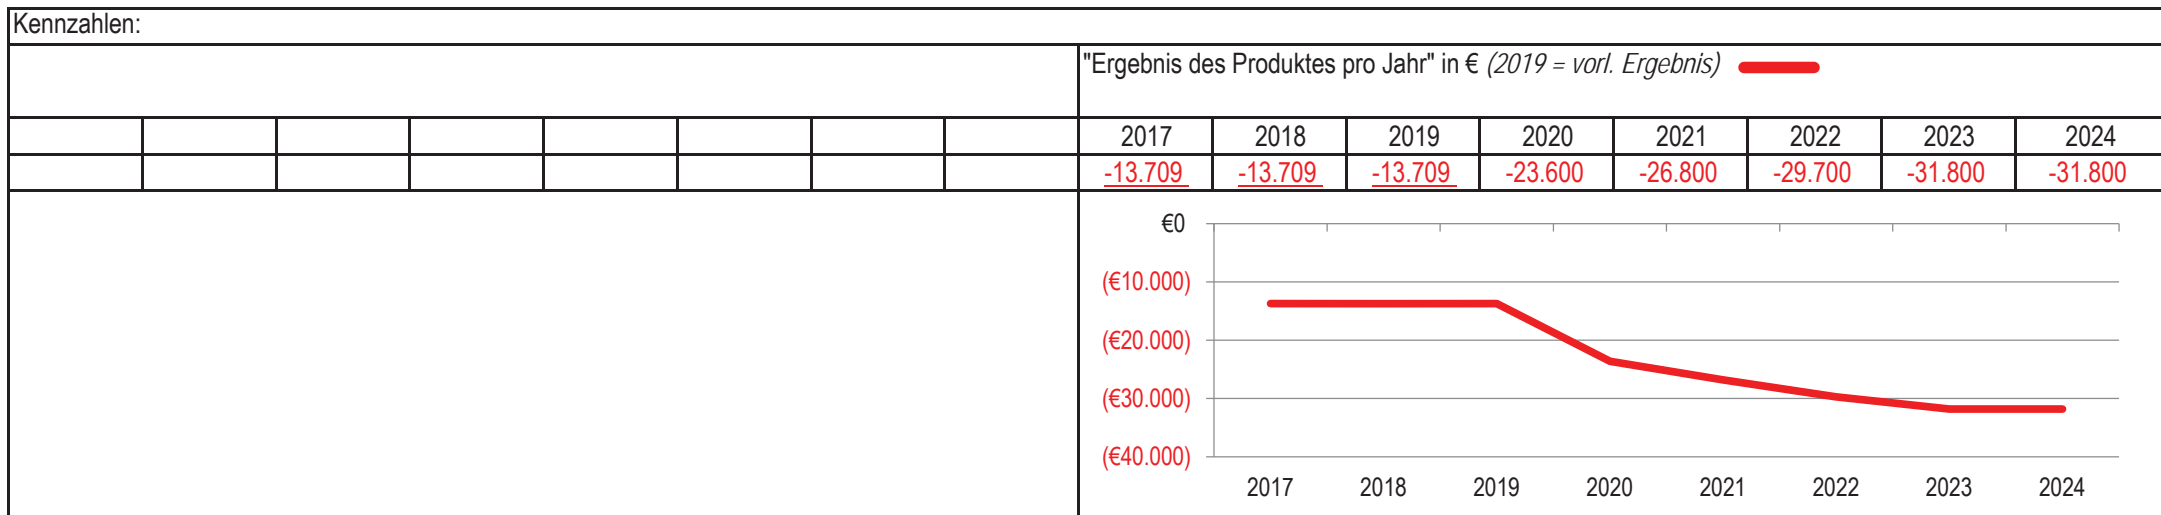 Kennzahlen:
"Ergebnis des Produktes pro Jahr" in € (2019 = vorl. Ergebnis)
2017 2018 2019 2020 2021 2022 2023 2024
-13.709 -13.709 -13.709 -23.600 -26.800 -29.700 -31.800 -31.800
€0
(€10.000)
(€20.000)
(€30.000)
(€40.000)
2017 2018 2019 2020 2021 2022 2023 2024